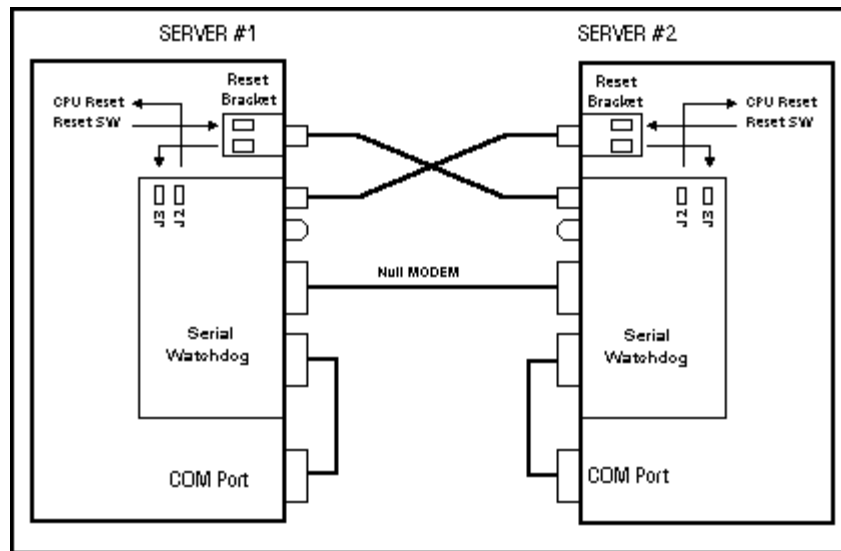 SERVER #1
SERVER #2
Reset
Bracket
CPU Reset
Reset SW
J3
J2
Serial
Watchdog
COM Port
Null MODEM
Reset
Bracket
CPU Reset
Reset SW
J2
J3
Serial
Watchdog
COM Port